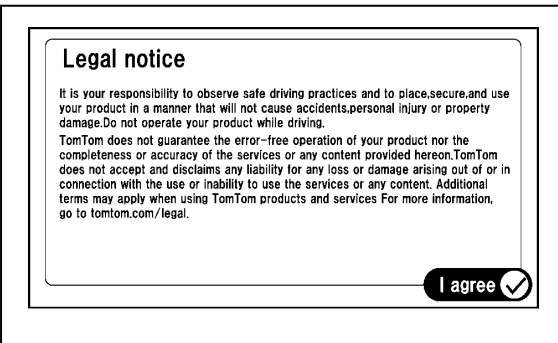 Legal notice
It is your responsibility to observe safe driving practices and to place,secure,and use
your product in a manner that will not cause accidents,personal injury or property
damage.Do not operate your product while driving.
TomTom does not guarantee the error-free operation of your product nor the
completeness or accuracy of the services or any content provided hereon.TomTom
does not accept and disclaims any liability for any loss or damage arising out of or in
connection with the use or inability to use the services or any content. Additional
terms may apply when using TomTom products and services For more information,
go to tomtom.com/legal.
I agree